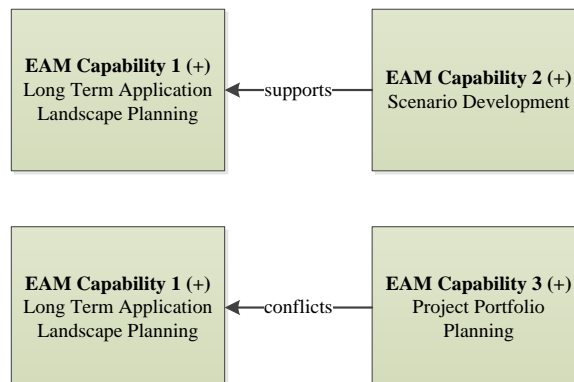 EAM Capability 1 (+)
Long Term Application
Landscape Planning
supports
EAM Capability 2 (+)
Scenario Development
EAM Capability 1 (+)
Long Term Application
Landscape Planning
conflicts
EAM Capability 3 (+)
Project Portfolio
Planning